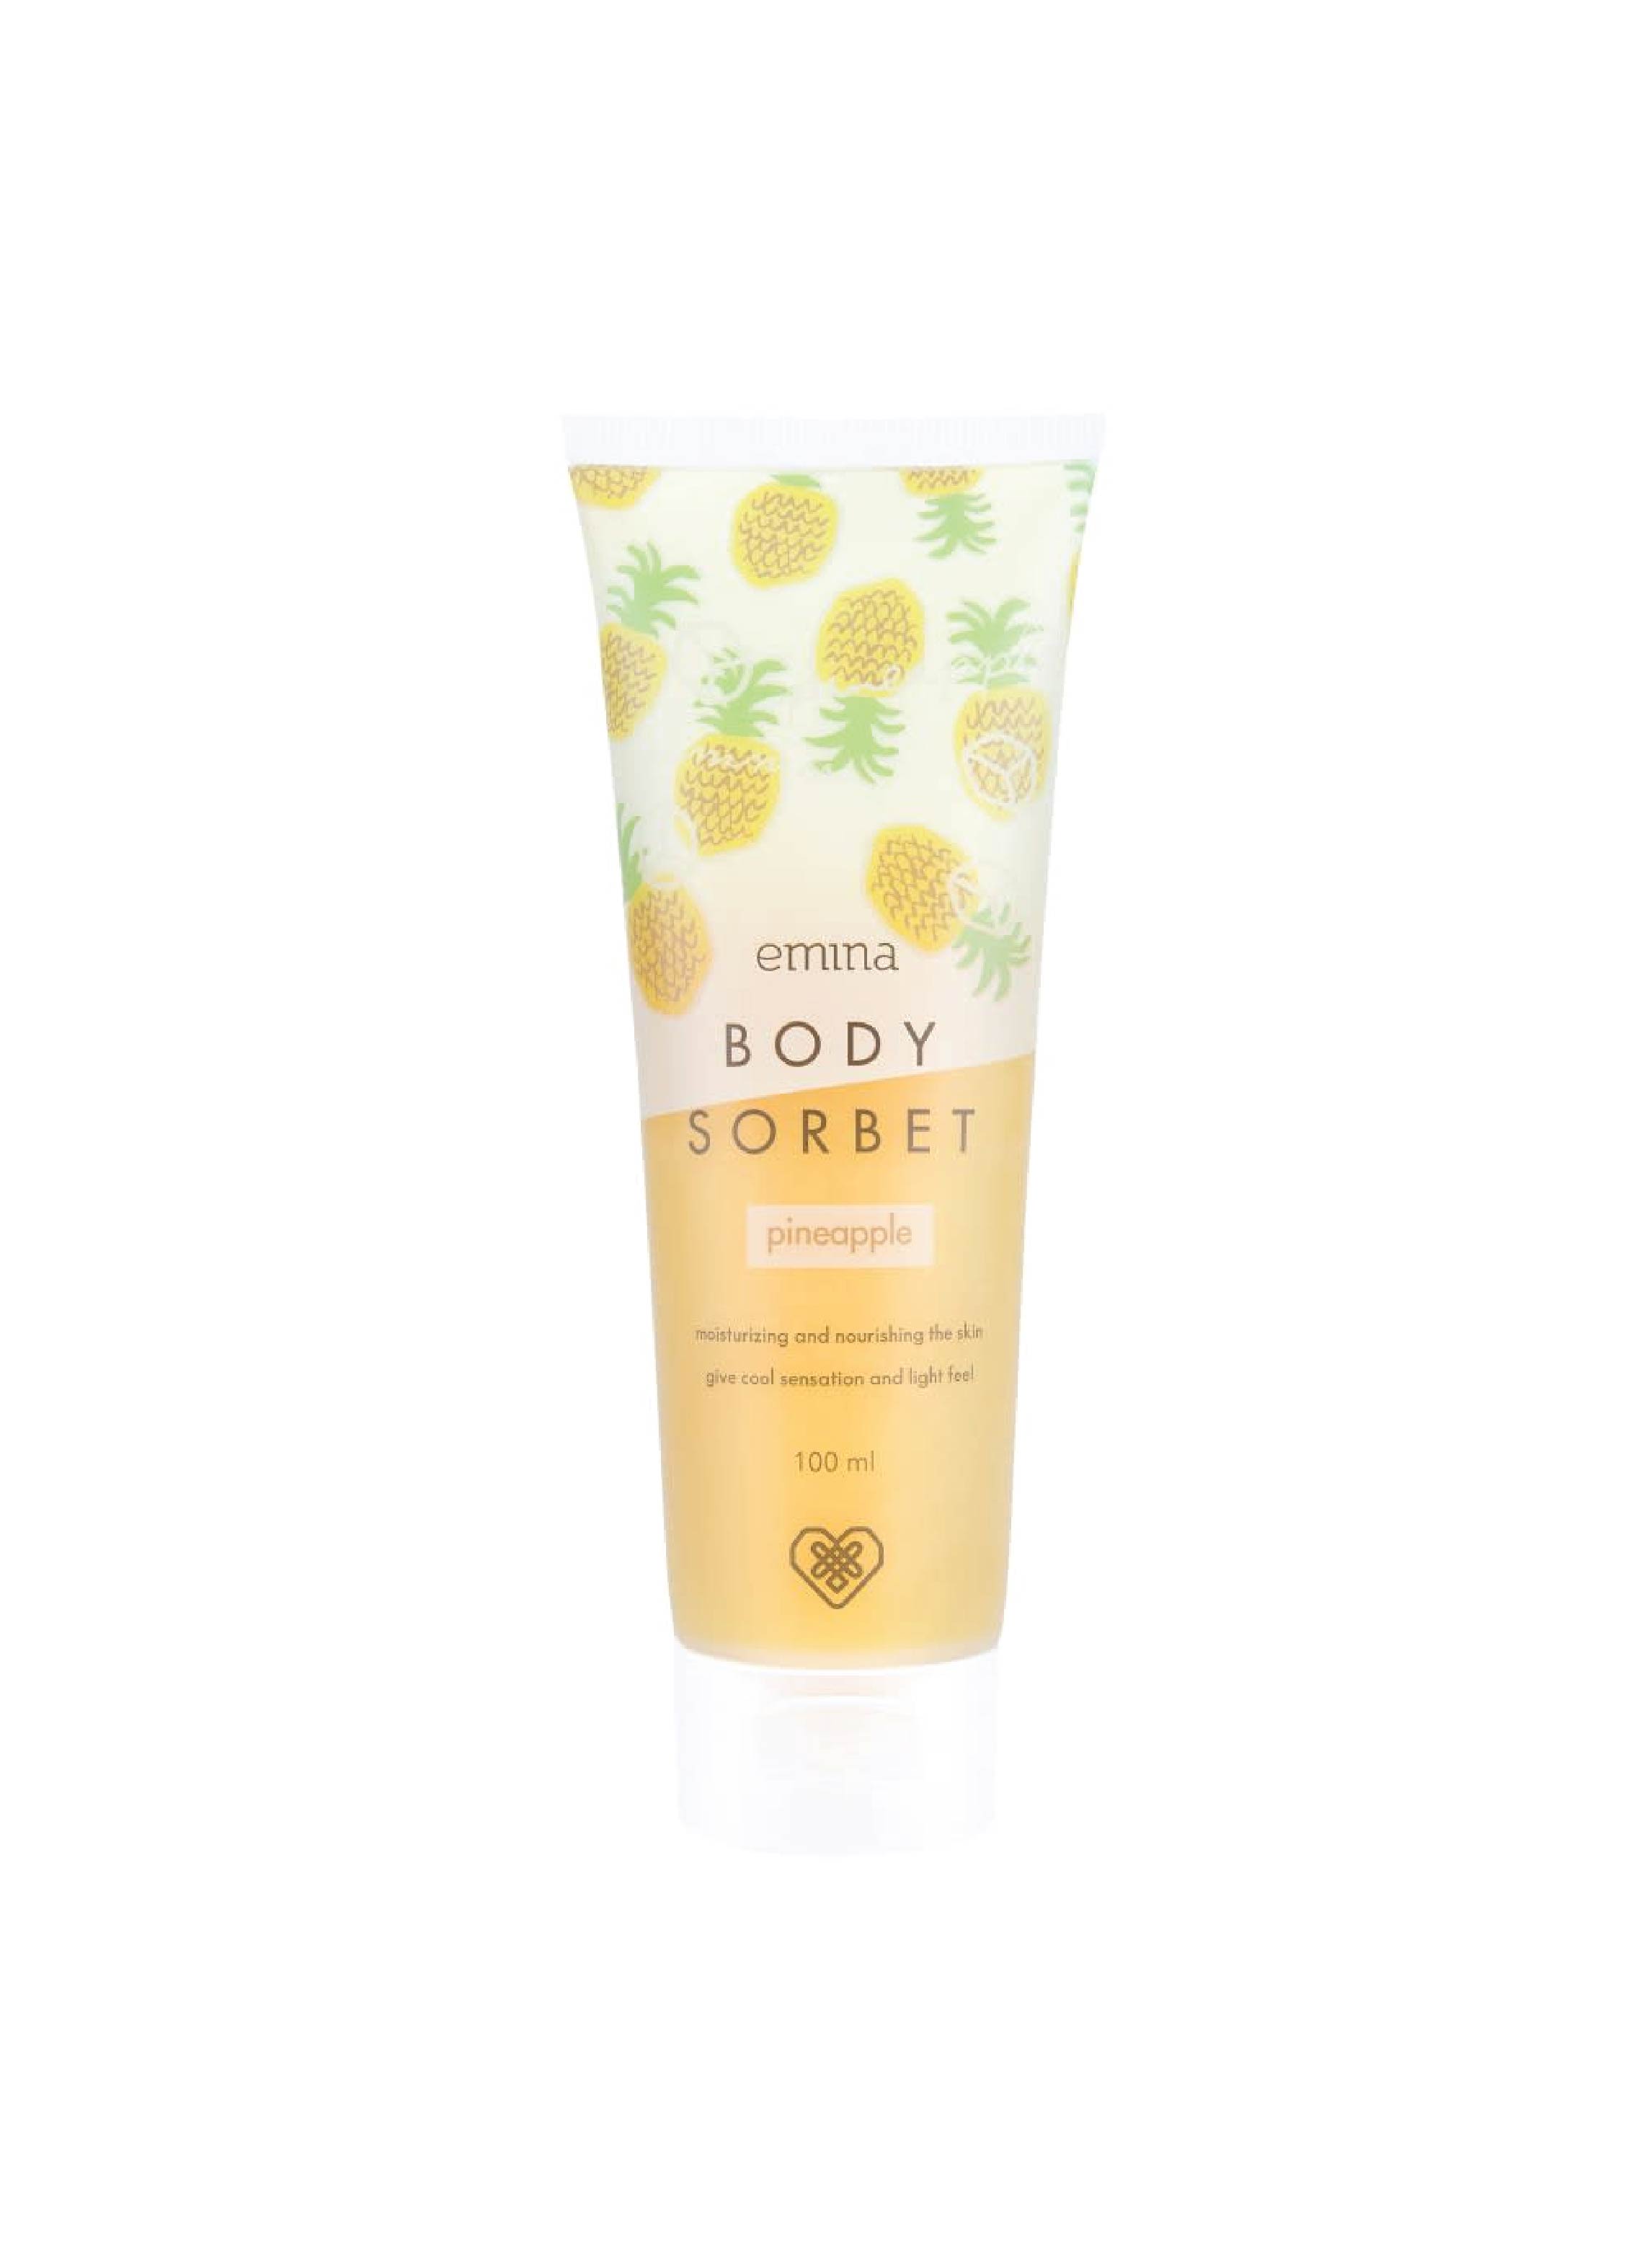 emina
BODY
SORBET
pineapple
moisturizing and nourishing the skin
give cool sensation and light feel
100 ml